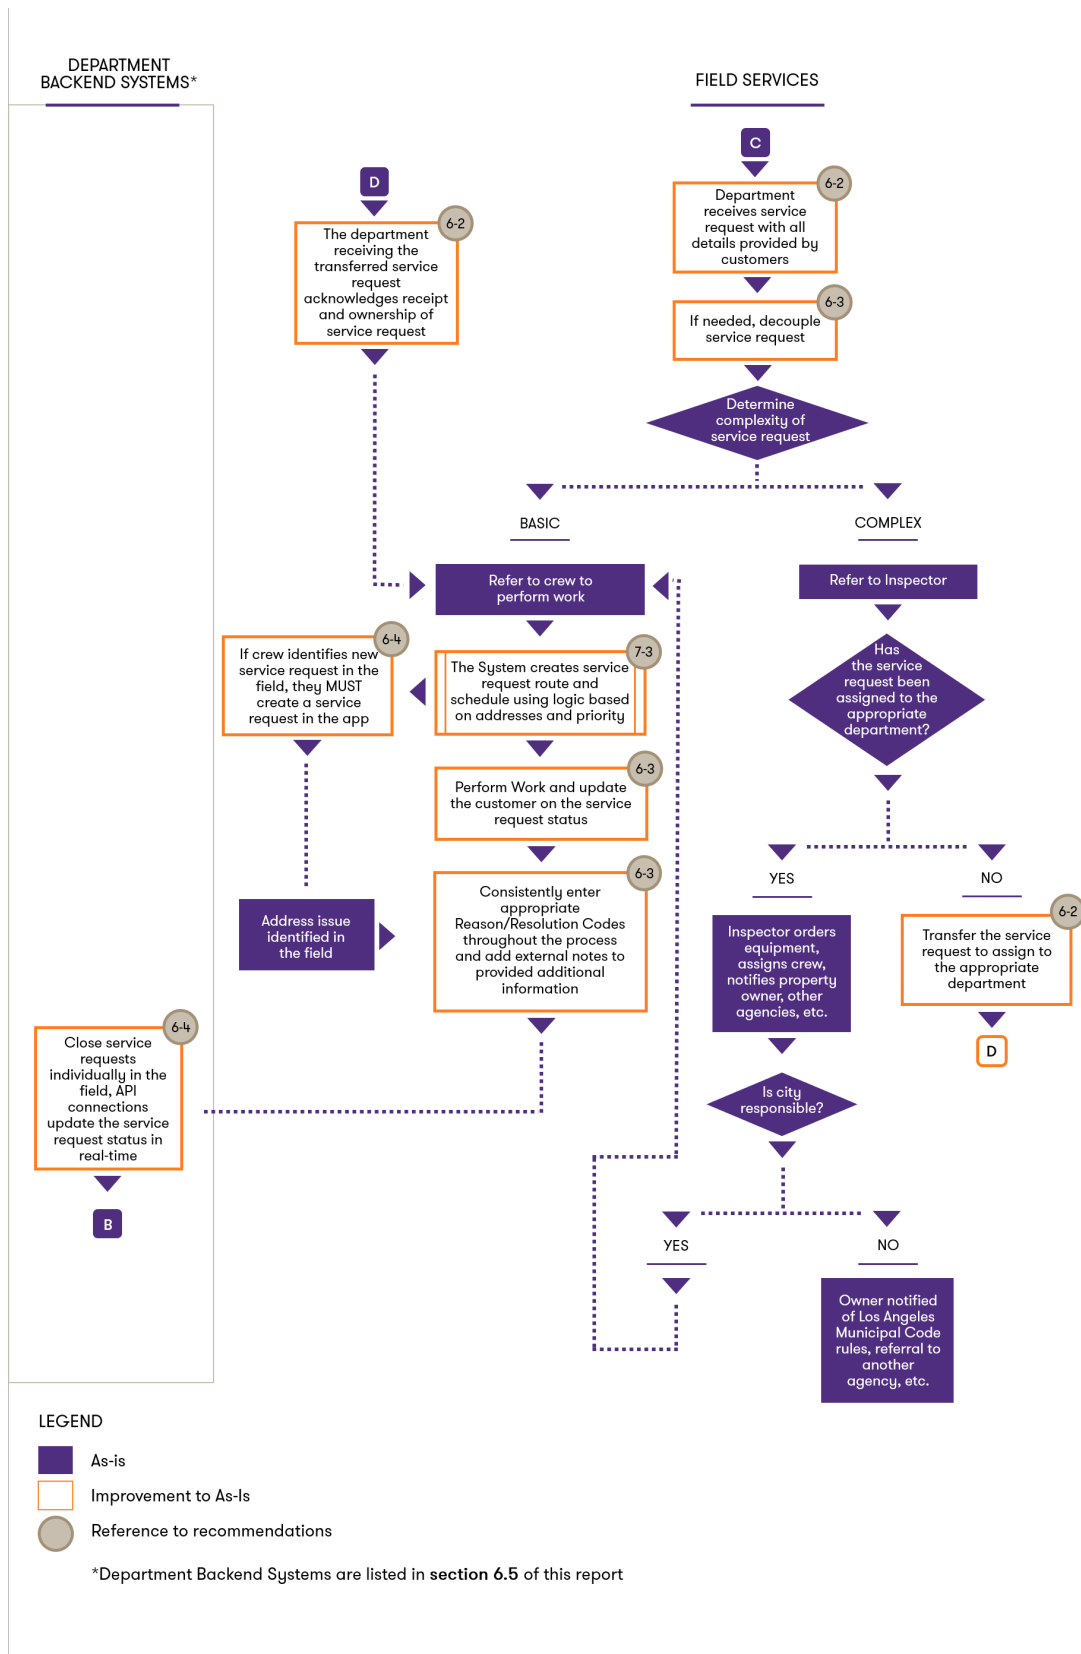 DEPARTMENT
BACKEND SYSTEMS*
FIELD SERVICES
C
6-2
Department
receives service
request with all
details provided by
customers
D
6-2
The department
receiving the
transferred service
request
acknowledges receipt
and ownership of
service request
6-3
If needed, decouple
service request
Determine
complexity of
service request
BASIC
COMPLEX
Refer to crew to
perform work
Refer to Inspector
6-4
If crew identifies new
service request in the
field, they MUST
create a service
request in the app
7-3
The System creates service
request route and
schedule using logic based
on addresses and priority
Has
the service
request been
assigned to the
appropriate
department?
6-3
Perform Work and update
the customer on the service
request status
YES
NO
6-3
Consistently enter
appropriate
Reason/Resolution Codes
throughout the process
and add external notes to
provided additional
information
Address issue
identified in
the field
Inspector orders
equipment,
assigns crew,
notifies property
owner, other
agencies, etc.
6-2
Transfer the service
request to assign to
the appropriate
department
D
6-4
Close service
requests
individually in the
field, API
connections
update the service
request status in
real-time
B
Is city
responsible?
YES
NO
Owner notified
of Los Angeles
Municipal Code
rules, referral to
another
agency, etc.
LEGEND
As-is
Improvement to As-Is
Reference to recommendations
*Department Backend Systems are listed in section 6.5 of this report